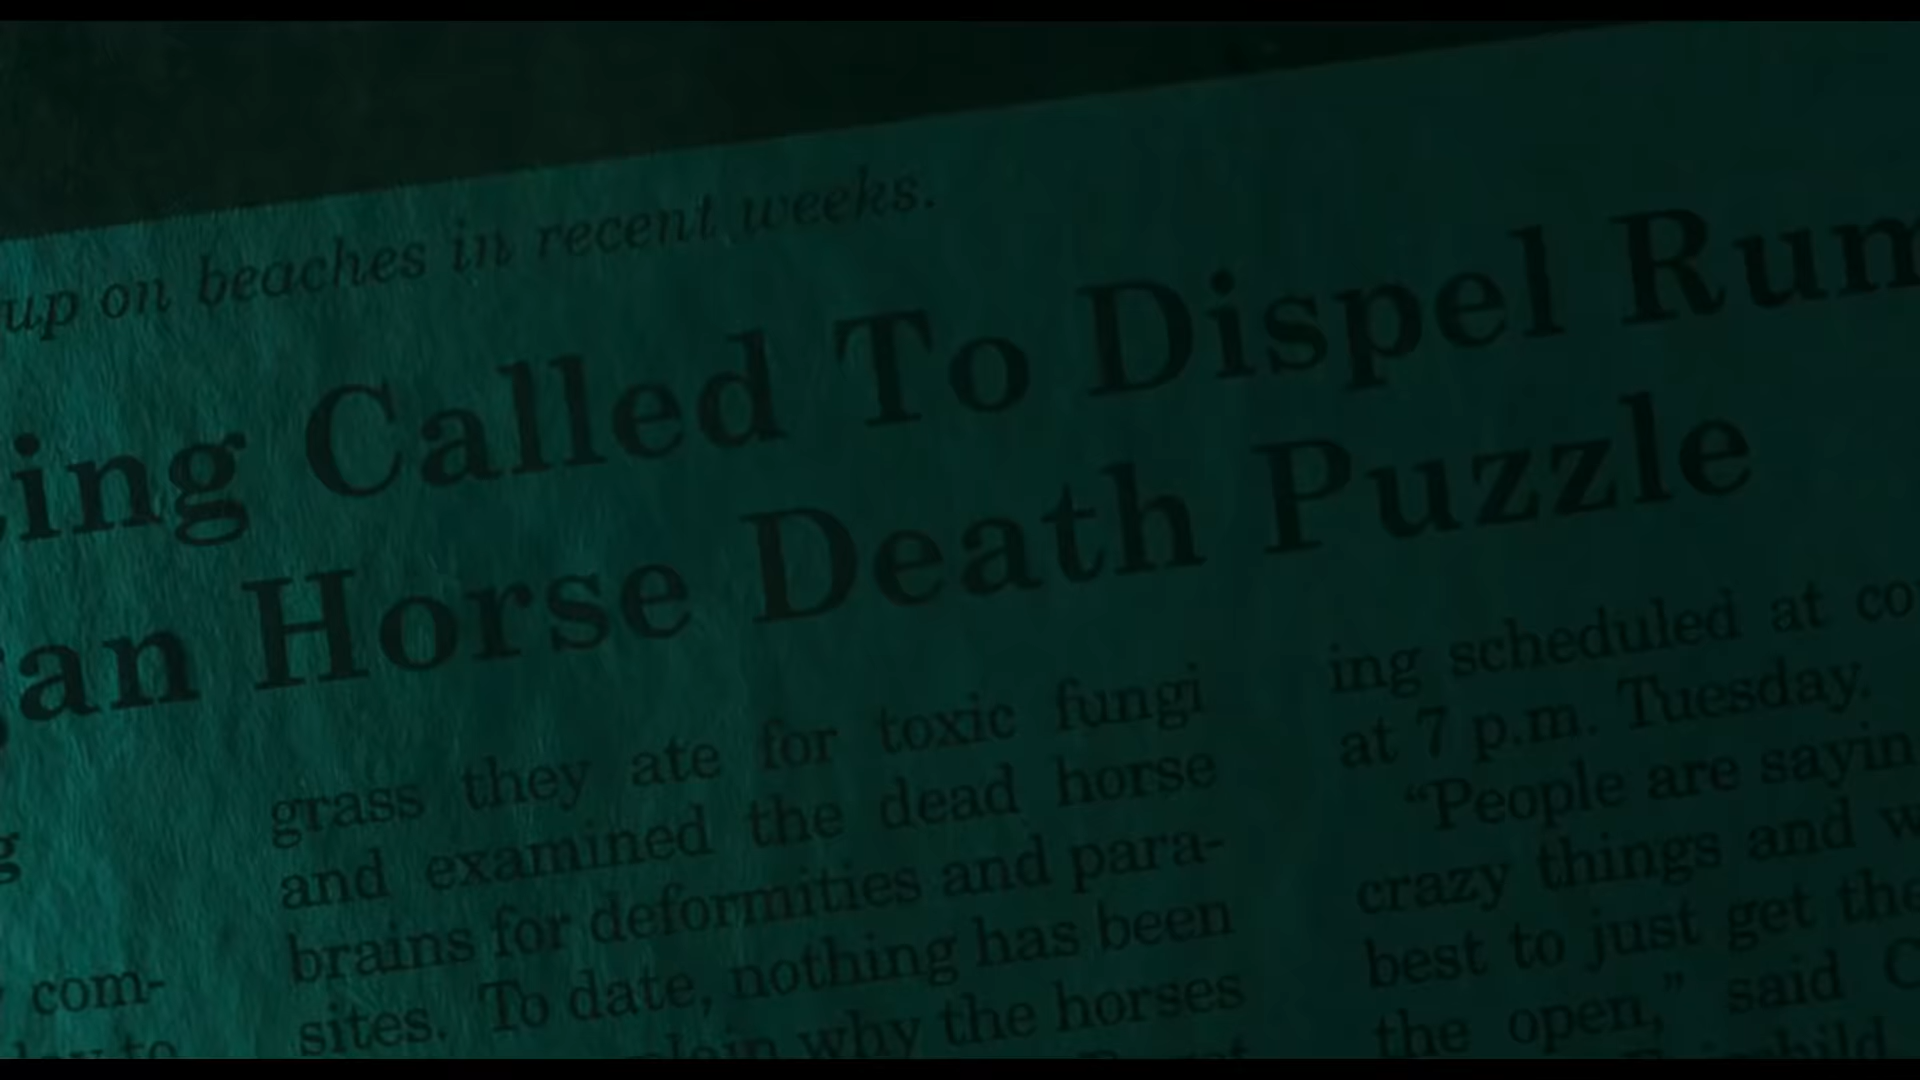 up on beaches in recent weeks.
ing Called To Dispel Rum
an Horse Death Puzzle
g
com-
grass they ate for toxic fungi
and examined the dead horse
brains for deformities and para-
sites. To date, nothing has been
why the horses
ing scheduled at co
at 7 p.m. Tuesday.
“People are sayin
crazy things and w
best to just get the
the open,” said C